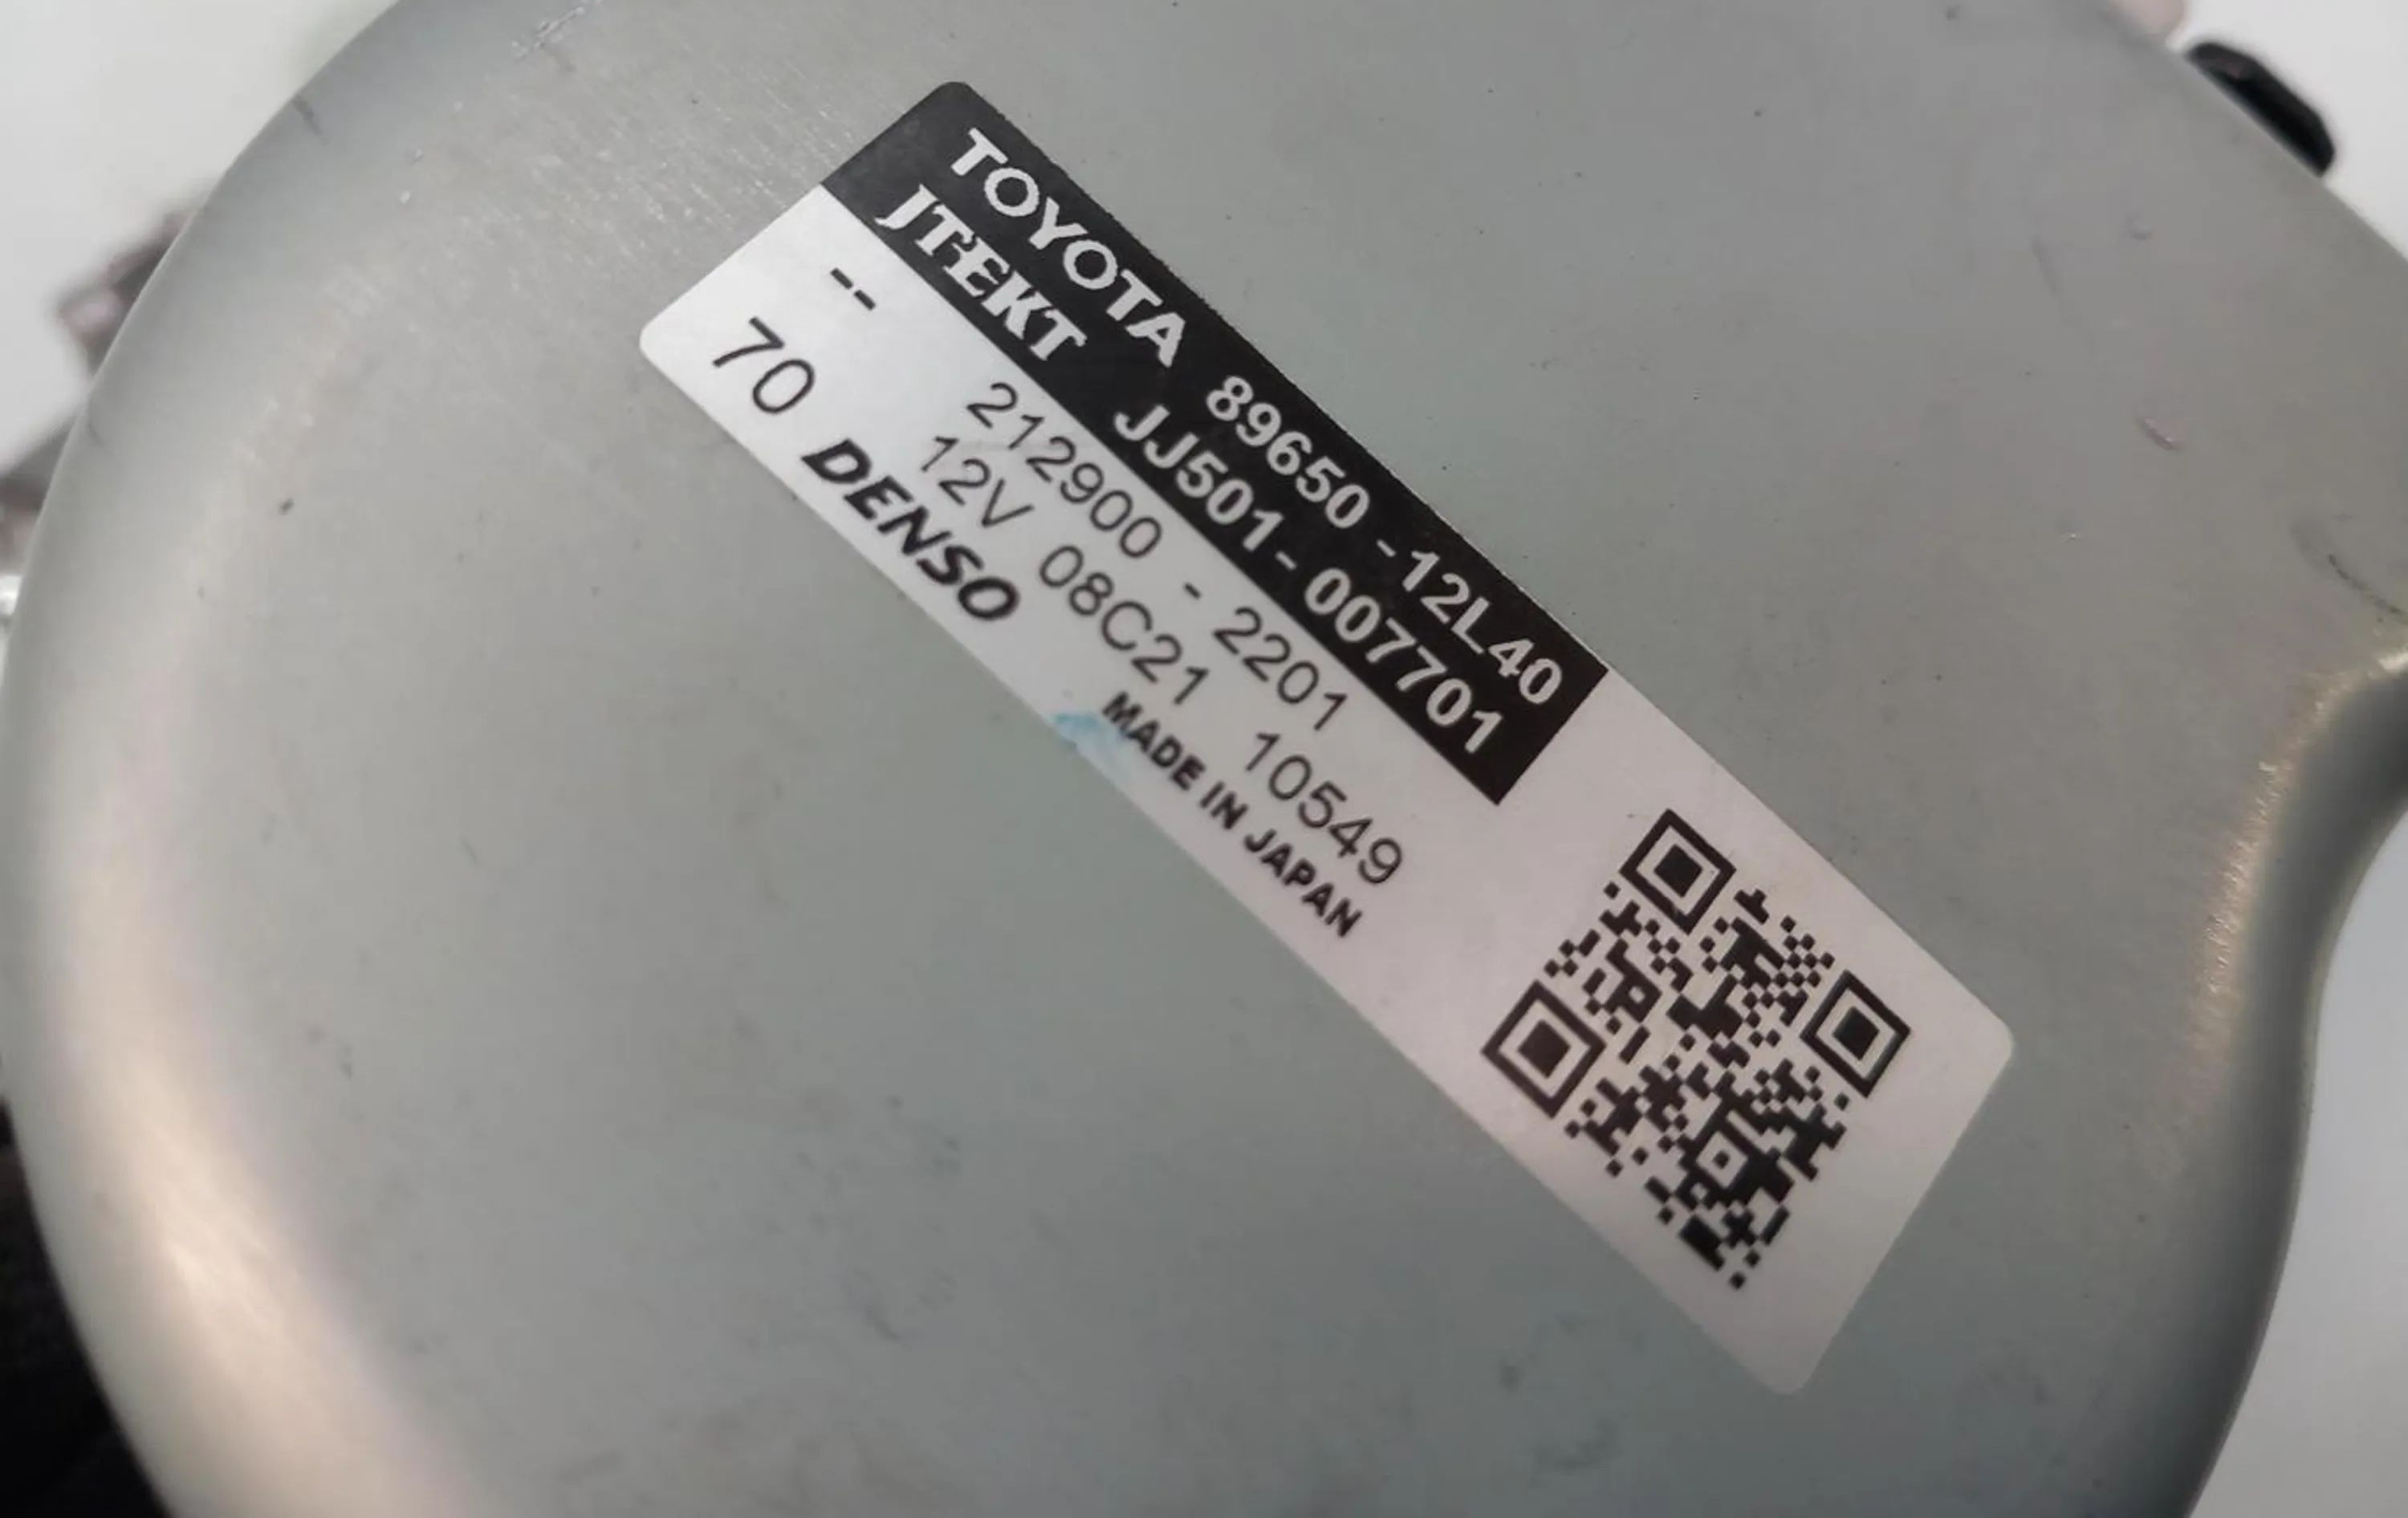 TOYOTA 89650-12L40
JTEKT JJ501-007701
-- 212900-2201
12V 08C21 10549
70 DENSO MADE IN JAPAN